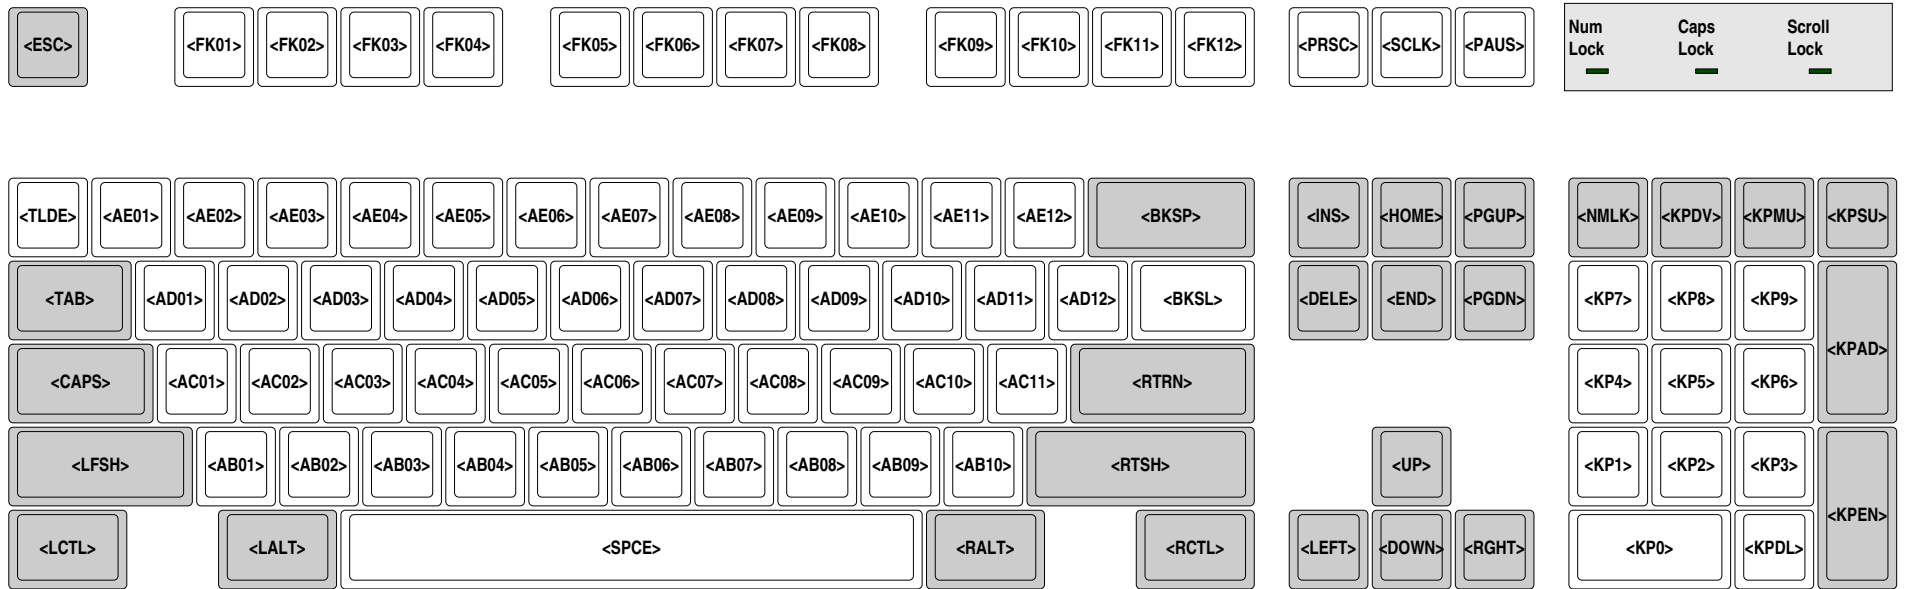 <ESC> <FK01> <FK02> <FK03> <FK04> <FK05> <FK06> <FK07> <FK08> <FK09> <FK10> <FK11> <FK12> <PRSC> <SCLK> <PAUS>
Num Caps Scroll
Lock Lock Lock
<TLDE> <AE01> <AE02> <AE03> <AE04> <AE05> <AE06> <AE07> <AE08> <AE09> <AE10> <AE11> <AE12> <BKSP> <INS> <HOME> <PGUP> <NMLK> <KPDV> <KPMU> <KPSU>
<TAB> <AD01> <AD02> <AD03> <AD04> <AD05> <AD06> <AD07> <AD08> <AD09> <AD10> <AD11> <AD12> <BKSL> <DELE> <END> <PGDN> <KP7> <KP8> <KP9>
<KPAD>
<CAPS> <AC01> <AC02> <AC03> <AC04> <AC05> <AC06> <AC07> <AC08> <AC09> <AC10> <AC11> <RTRN> <KP4> <KP5> <KP6>
<LFSH> <AB01> <AB02> <AB03> <AB04> <AB05> <AB06> <AB07> <AB08> <AB09> <AB10> <RTSH> <UP> <KP1> <KP2> <KP3>
<KPEN>
<LCTL> <LALT> <SPCE> <RALT> <RCTL> <LEFT> <DOWN> <RGHT> <KP0> <KPDL>